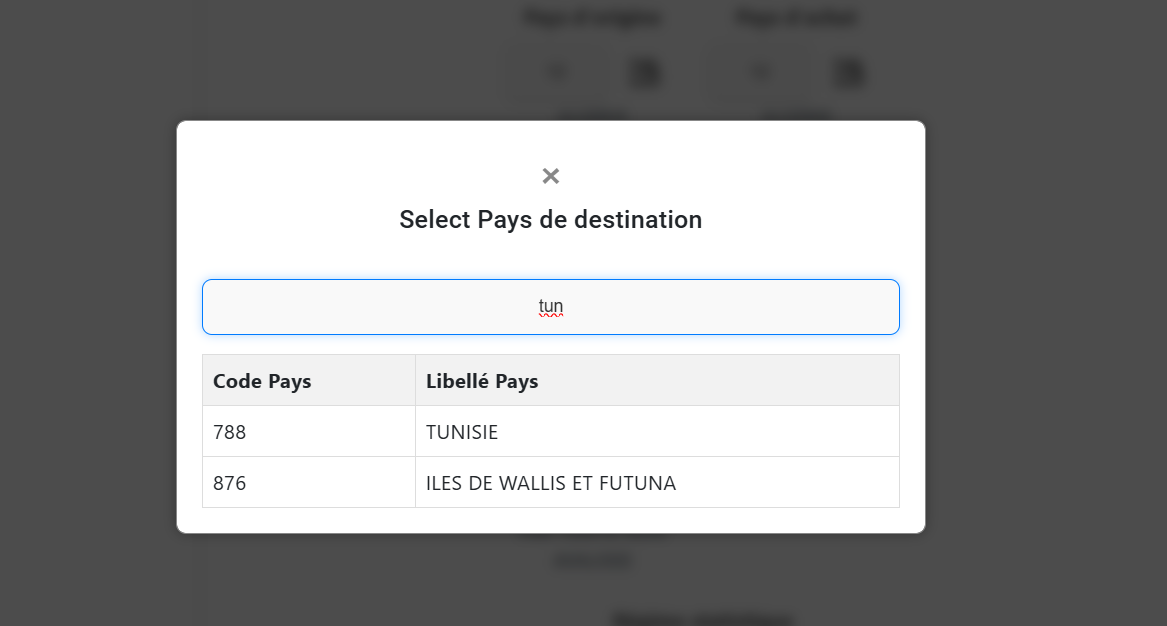 ×
Select Pays de destination
tun
Code Pays Libellé Pays
788 TUNISIE
876 ILES DE WALLIS ET FUTUNA